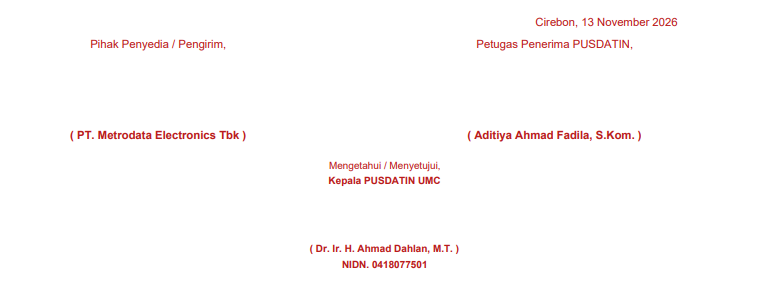 Cirebon, 13 November 2026
Pihak Penyedia / Pengirim,
Petugas Penerima PUSDATIN,
( PT. Metrodata Electronics Tbk )
( Aditiya Ahmad Fadila, S.Kom. )
Mengetahui / Menyetujui,
Kepala PUSDATIN UMC
( Dr. Ir. H. Ahmad Dahlan, M.T. )
NIDN. 0418077501